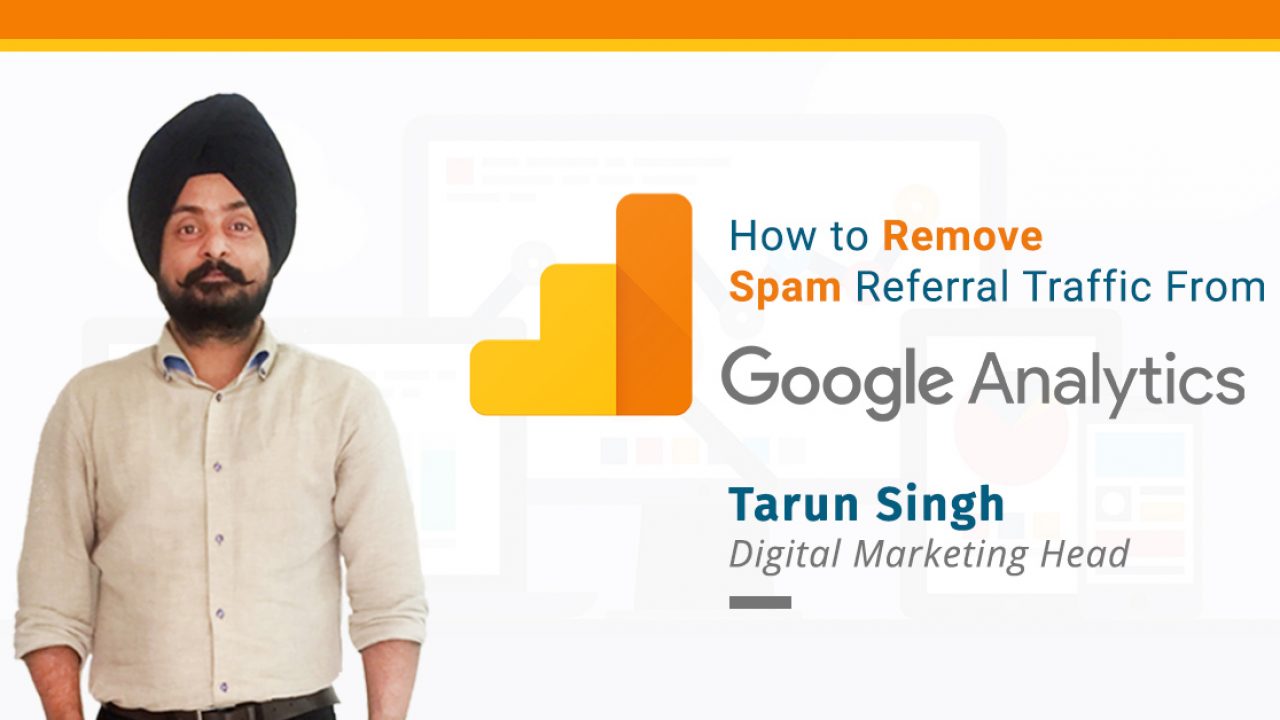 How to Remove
Spam Referral Traffic From
Google Analytics
Tarun Singh
Digital Marketing Head